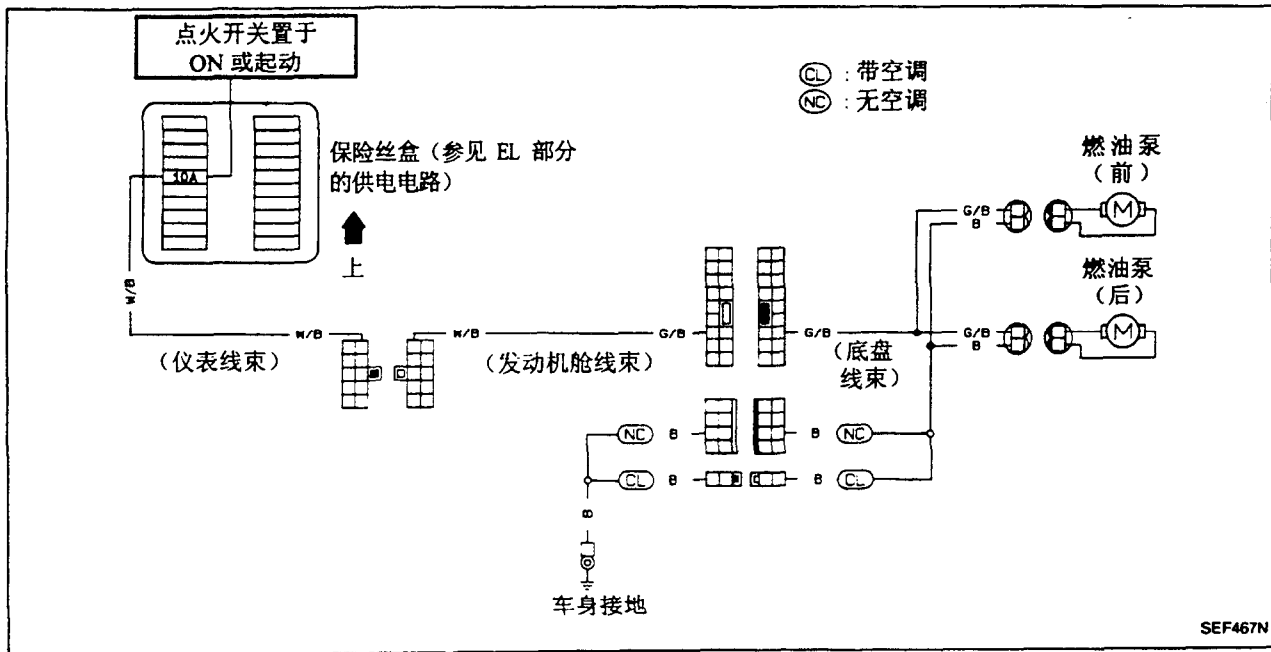 点火开关置于
ON 或起动
CL : 带空调
NC : 无空调
保险丝盒（参见 EL 部分
的供电电路）
10A
上
燃油泵
（前）
M
G/B
B
燃油泵
（后）
M
G/B
B
W/B
W/B
（仪表线束）
W/B
（发动机舱线束）
G/B
G/B
（底盘
线束）
NC B
B NC
CL B
B CL
B
车身接地
SEF467N